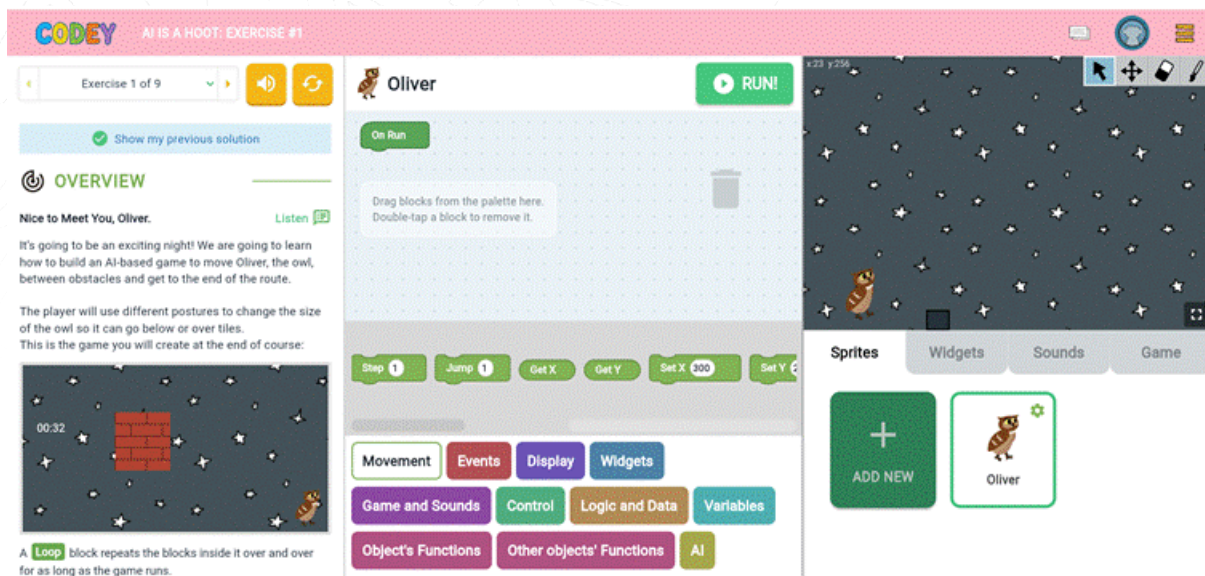 CODEY
AI IS A HOOT: EXERCISE #1
Exercise 1 of 9
Show my previous solution
OVERVIEW
Nice to Meet You, Oliver.
Listen
It's going to be an exciting night! We are going to learn
how to build an AI-based game to move Oliver, the owl,
between obstacles and get to the end of the route.
The player will use different postures to change the size
of the owl so it can go below or over tiles.
This is the game you will create at the end of course:
00:32
A Loop block repeats the blocks inside it over and over
for as long as the game runs.
Oliver
RUN!
On Run
Drag blocks from the palette here.
Double-tap a block to remove it.
Step 1
Jump 1
Get X
Get Y
Set X 300
Set Y
Movement
Events
Display
Widgets
Game and Sounds
Control
Logic and Data
Variables
Object's Functions
Other objects' Functions
AI
x:23 y:256
Sprites
Widgets
Sounds
Game
ADD NEW
Oliver